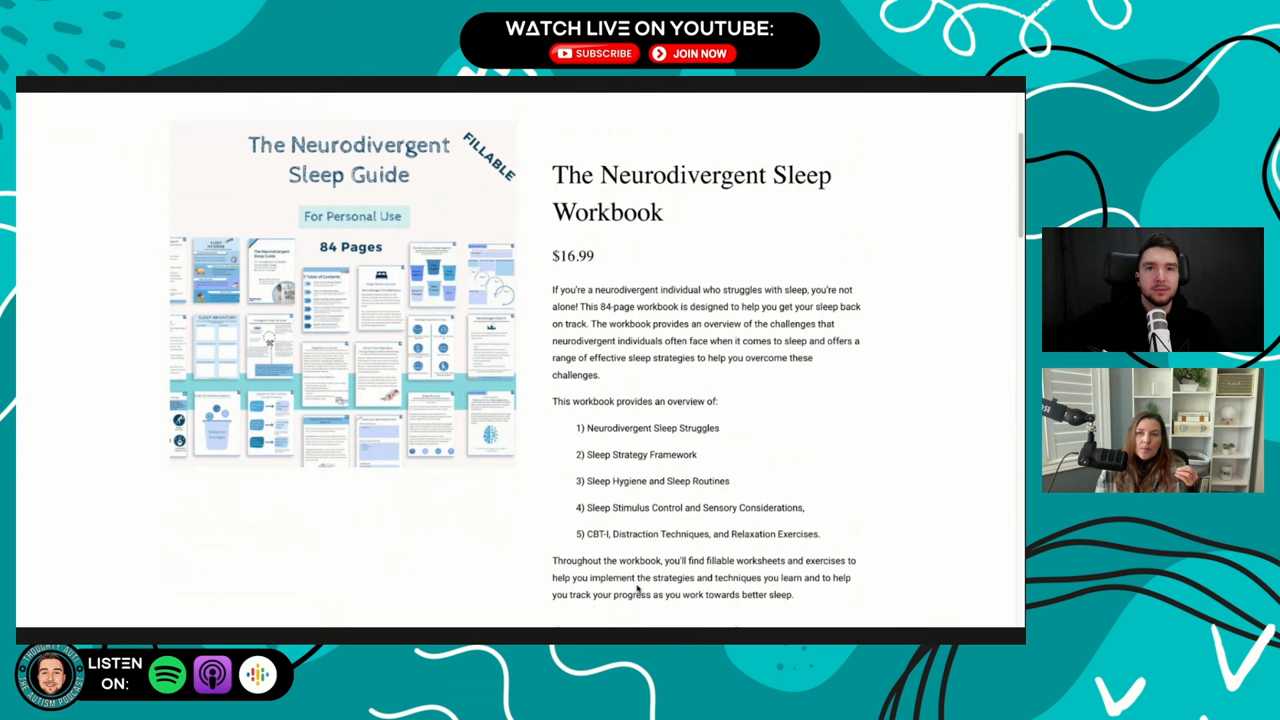 WATCH LIVE ON YOUTUBE:
SUBSCRIBE
JOIN NOW
The Neurodivergent
Sleep Guide
FILLABLE
For Personal Use
84 Pages
The Neurodivergent Sleep
Workbook
$16.99
If you're a neurodivergent individual who struggles with sleep, you're not
alone! This 84-page workbook is designed to help you get your sleep back
on track. The workbook provides an overview of the challenges that
neurodivergent individuals often face when it comes to sleep and offers a
range of effective sleep strategies to help you overcome these
challenges.
This workbook provides an overview of:
1) Neurodivergent Sleep Struggles
2) Sleep Strategy Framework
3) Sleep Hygiene and Sleep Routines
4) Sleep Stimulus Control and Sensory Considerations,
5) CBT-I, Distraction Techniques, and Relaxation Exercises.
Throughout the workbook, you'll find fillable worksheets and exercises to
help you implement the strategies and techniques you learn and to help
you track your progress as you work towards better sleep.
THOUGHTY AUTI
THE AUTISM PODCAST
LISTEN
ON: